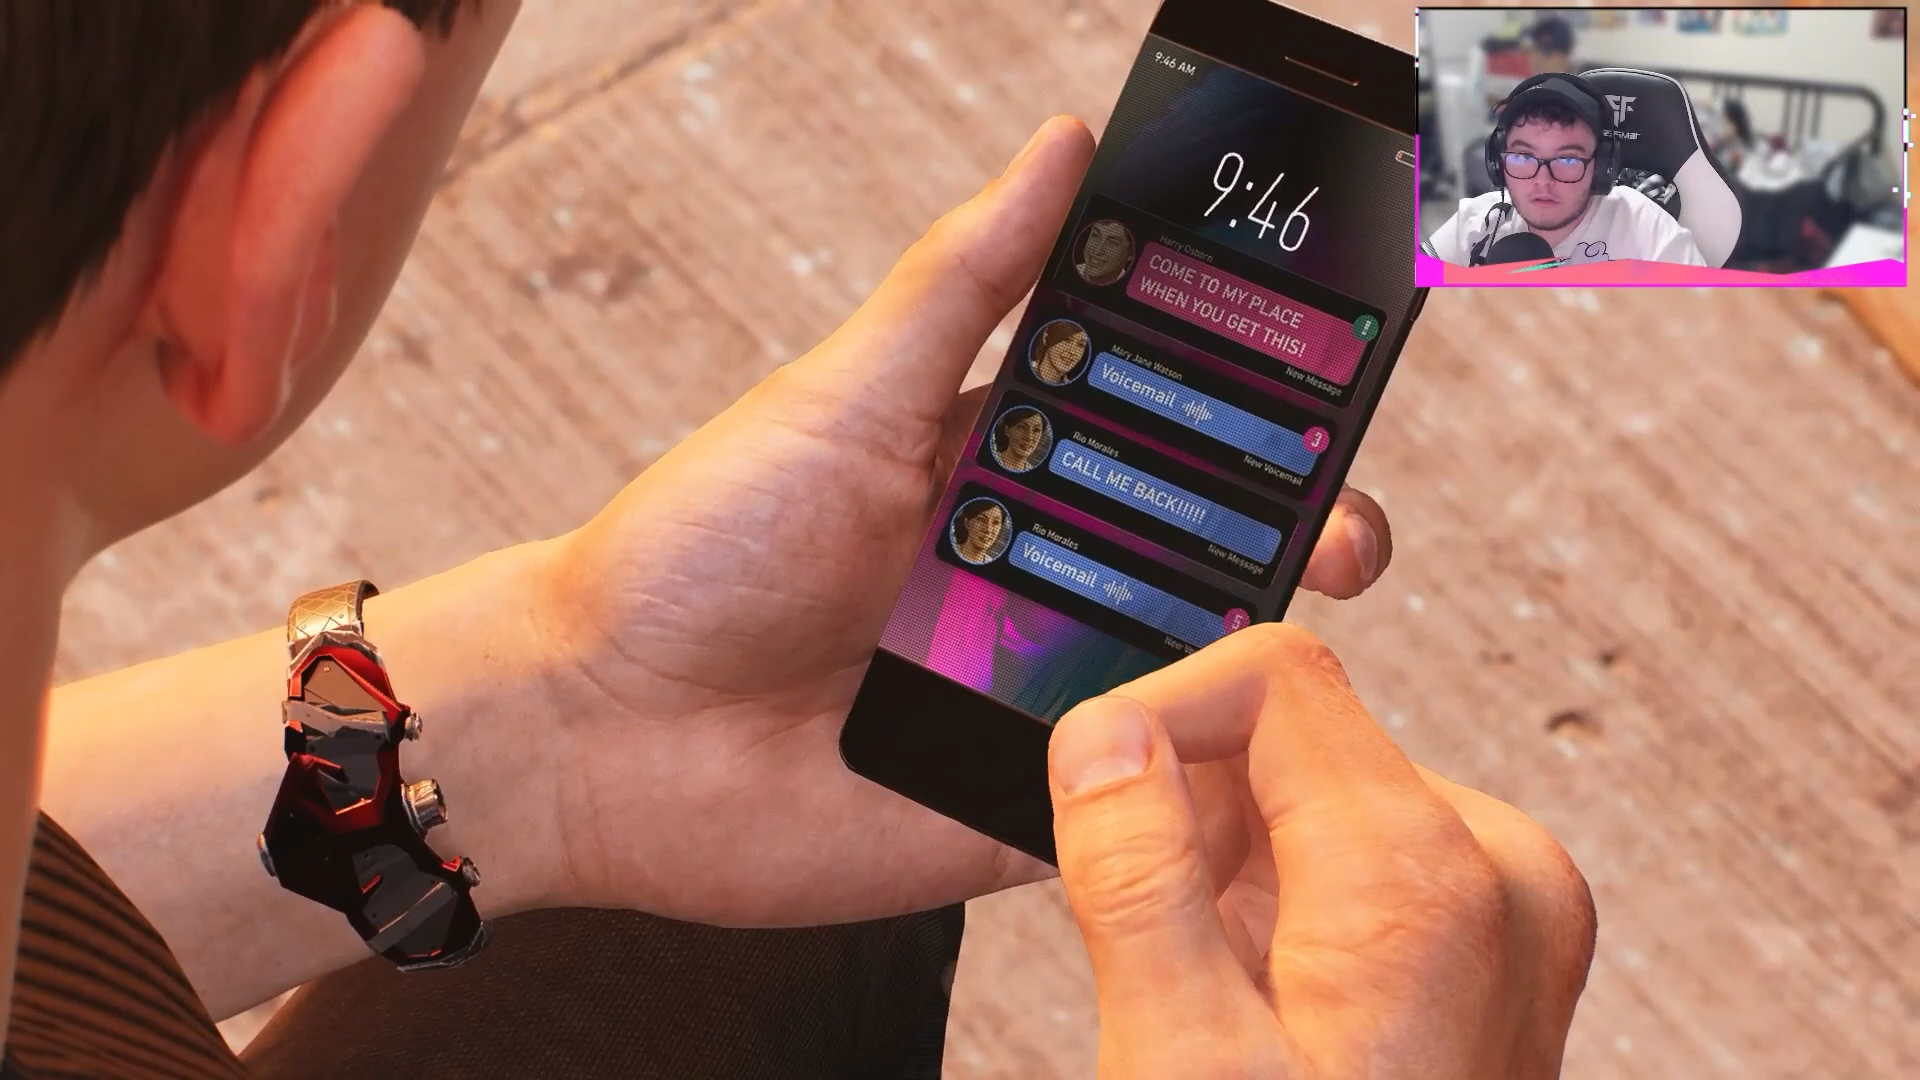 9:46 AM
9:46
Harry Osborn
COME TO MY PLACE
WHEN YOU GET THIS!
!
New Message
Mary Jane Watson
Voicemail
3
New Voicemail
Rio Morales
CALL ME BACK!!!!!
New Message
Rio Morales
Voicemail
5
New